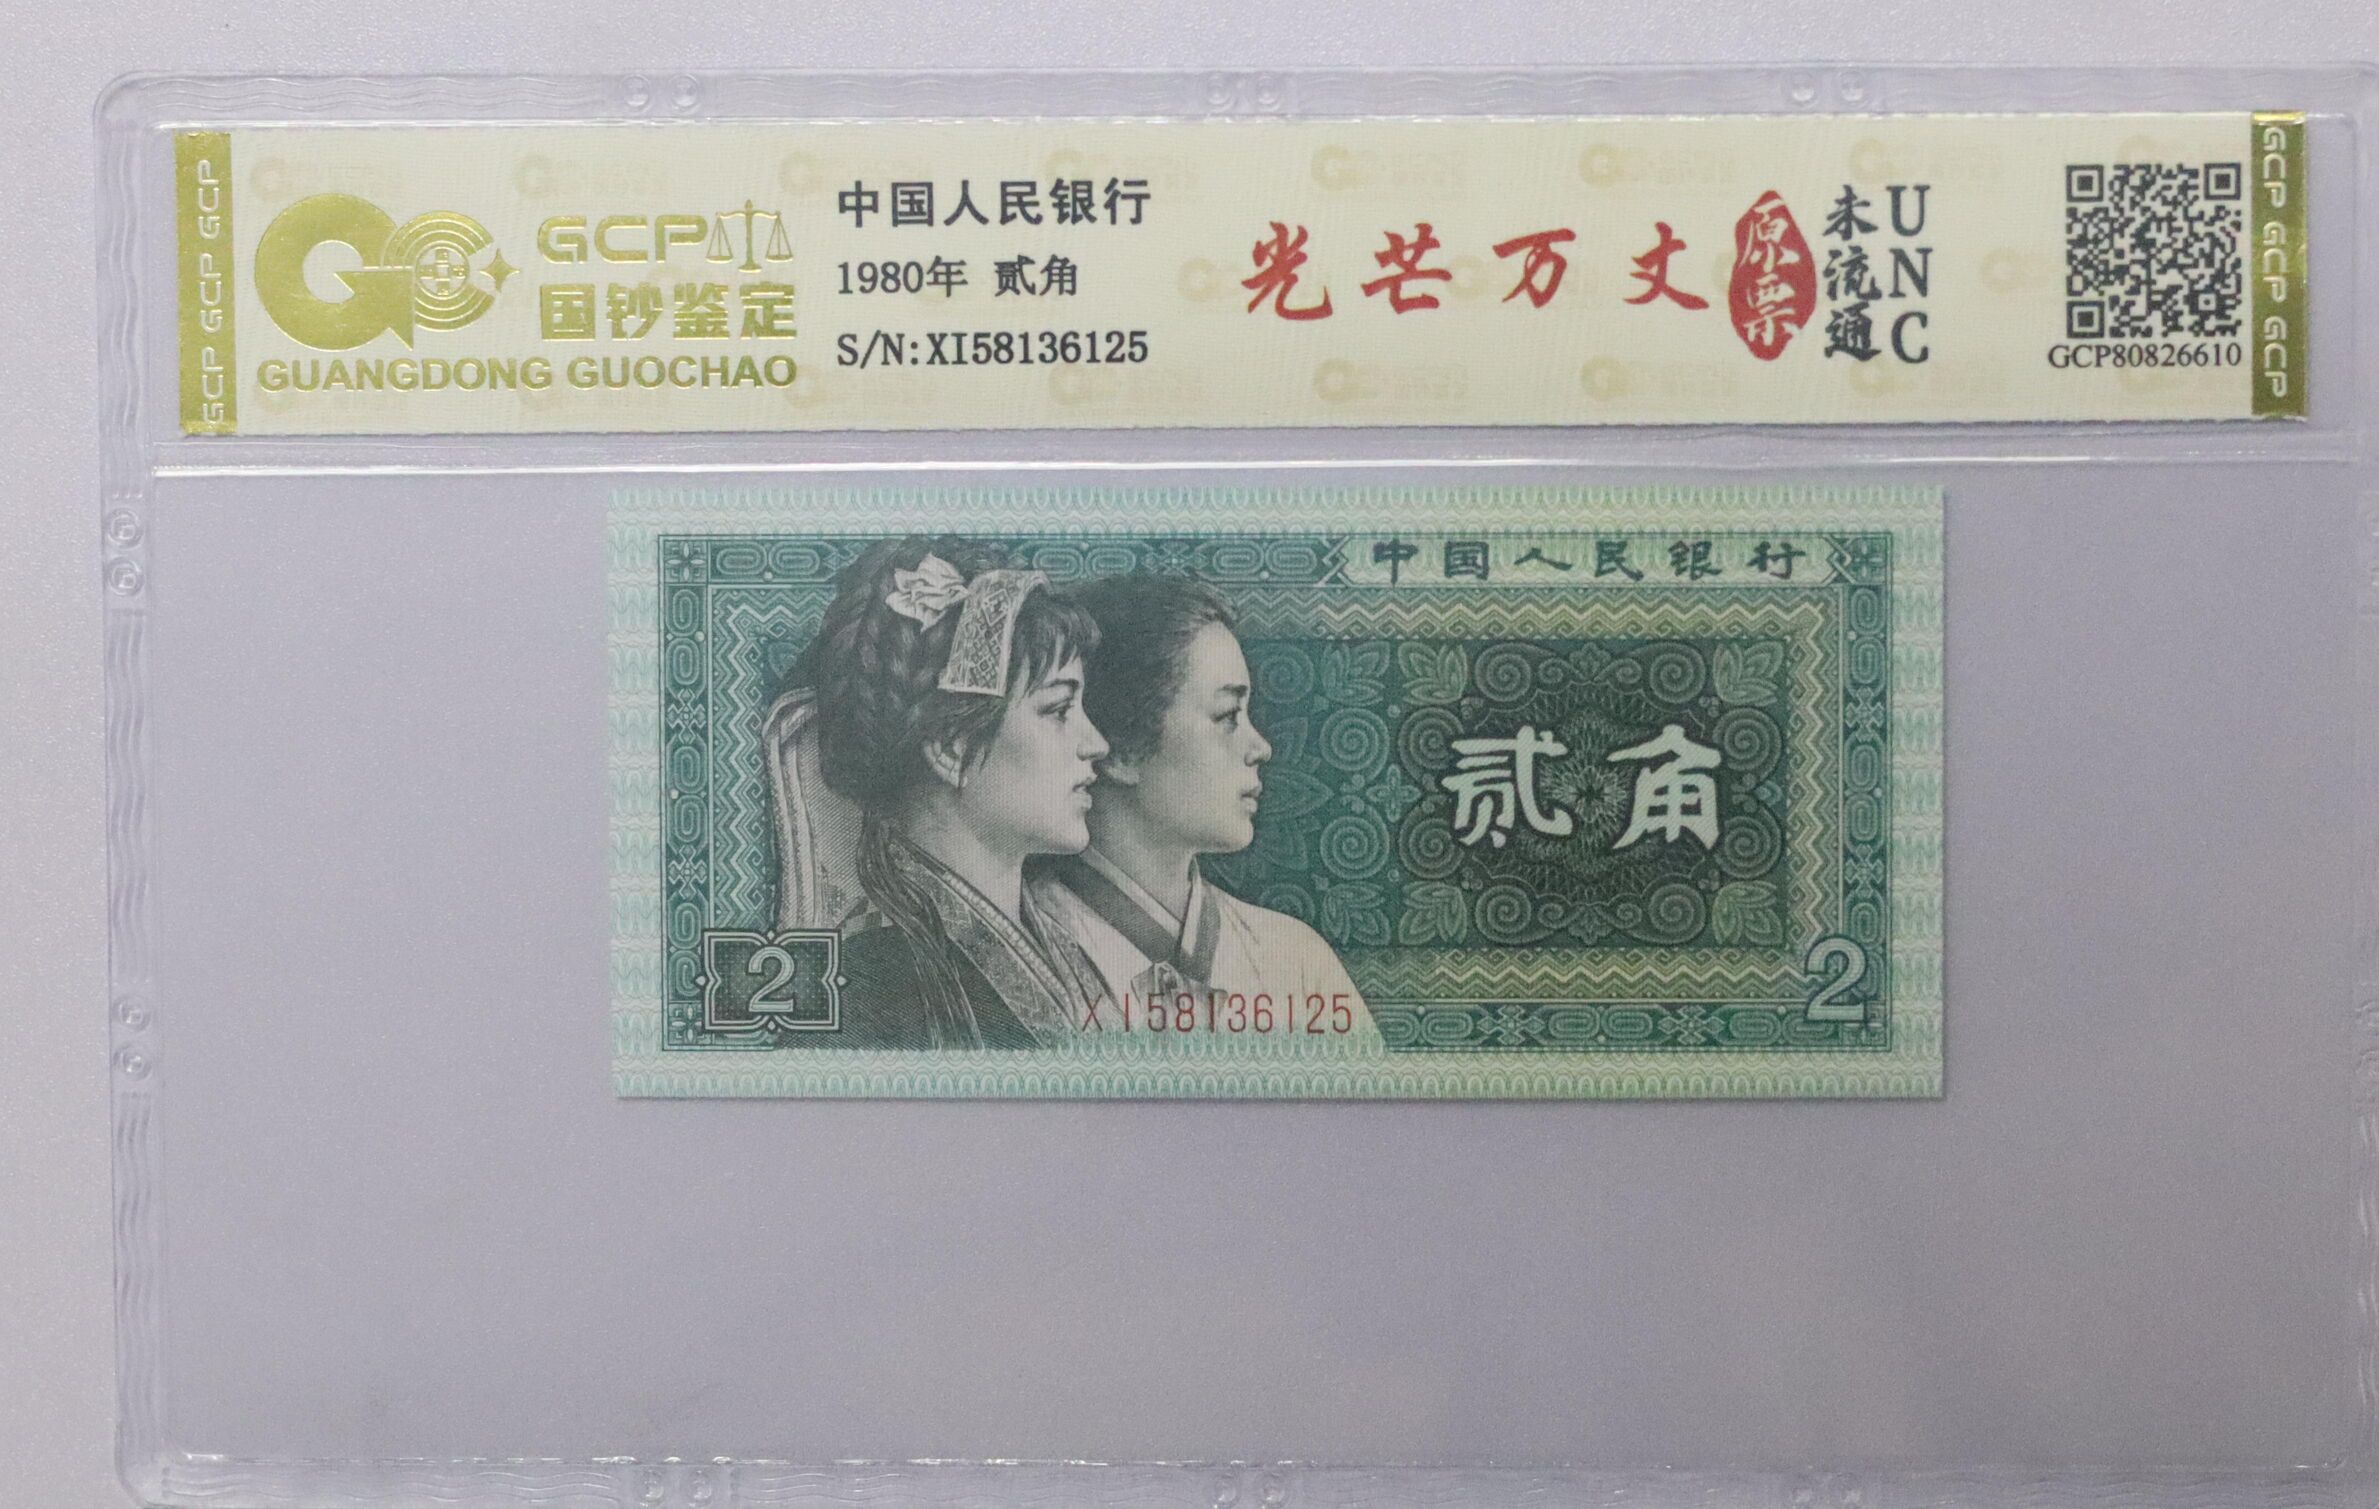 GCP GCP GCP
GCP
国钞鉴定
GUANGDONG GUOCHAO
中国人民银行
1980年 贰角
S/N:XI58136125
光芒万丈
原票
未流通
UNC
GCP80826610
GCP GCP GCP
中国人民银行
贰角
2
XI58136125
2